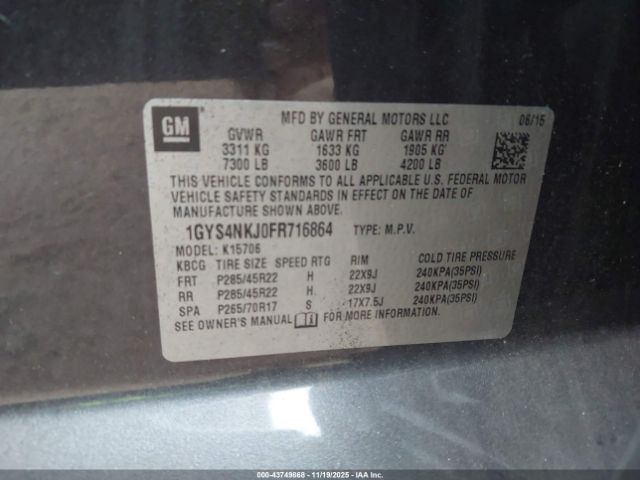 GM
MFD BY GENERAL MOTORS LLC 06/15
GVWR GAWR FRT GAWR RR
3311 KG 1633 KG 1905 KG
7300 LB 3600 LB 4200 LB
THIS VEHICLE CONFORMS TO ALL APPLICABLE U.S. FEDERAL MOTOR
VEHICLE SAFETY STANDARDS IN EFFECT ON THE DATE OF
MANUFACTURE SHOWN ABOVE.
1GYS4NKJ0FR716864 TYPE: M.P.V.
MODEL: K15706
KBCG TIRE SIZE SPEED RTG RIM COLD TIRE PRESSURE
FRT P285/45R22 H 22X9J 240KPA(35PSI)
RR P285/45R22 H 22X9J 240KPA(35PSI)
SPA P265/70R17 S 17X7.5J 240KPA(35PSI)
SEE OWNER'S MANUAL FOR MORE INFORMATION.
000-43749868 - 11/19/2025 - IAAI.com